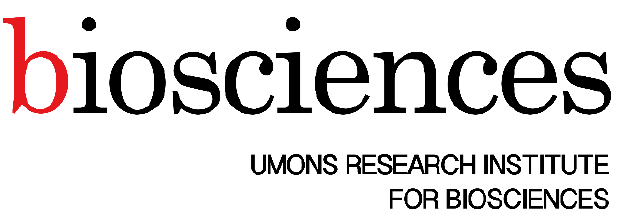 biosciences
UMONS RESEARCH INSTITUTE
FOR BIOSCIENCES